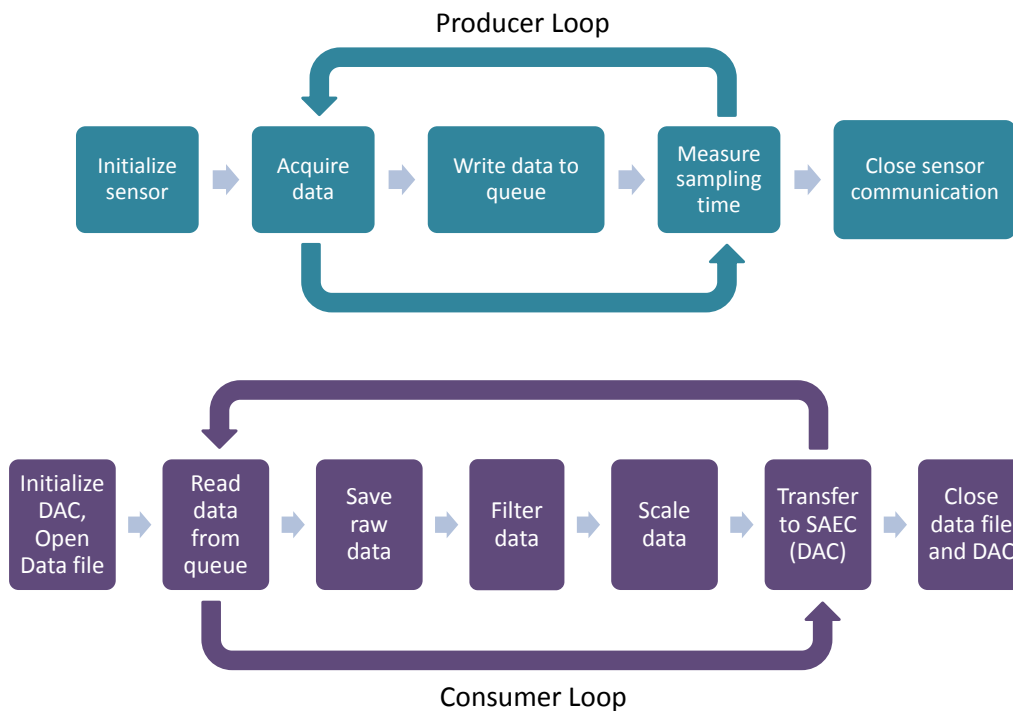 Producer Loop
Initialize
sensor
Acquire
data
Write data to
queue
Measure
sampling
time
Close sensor
communication
Initialize
DAC,
Open
Data file
Read
data
from
queue
Save
raw
data
Filter
data
Scale
data
Transfer
to SAEC
(DAC)
Close
data file
and DAC
Consumer Loop